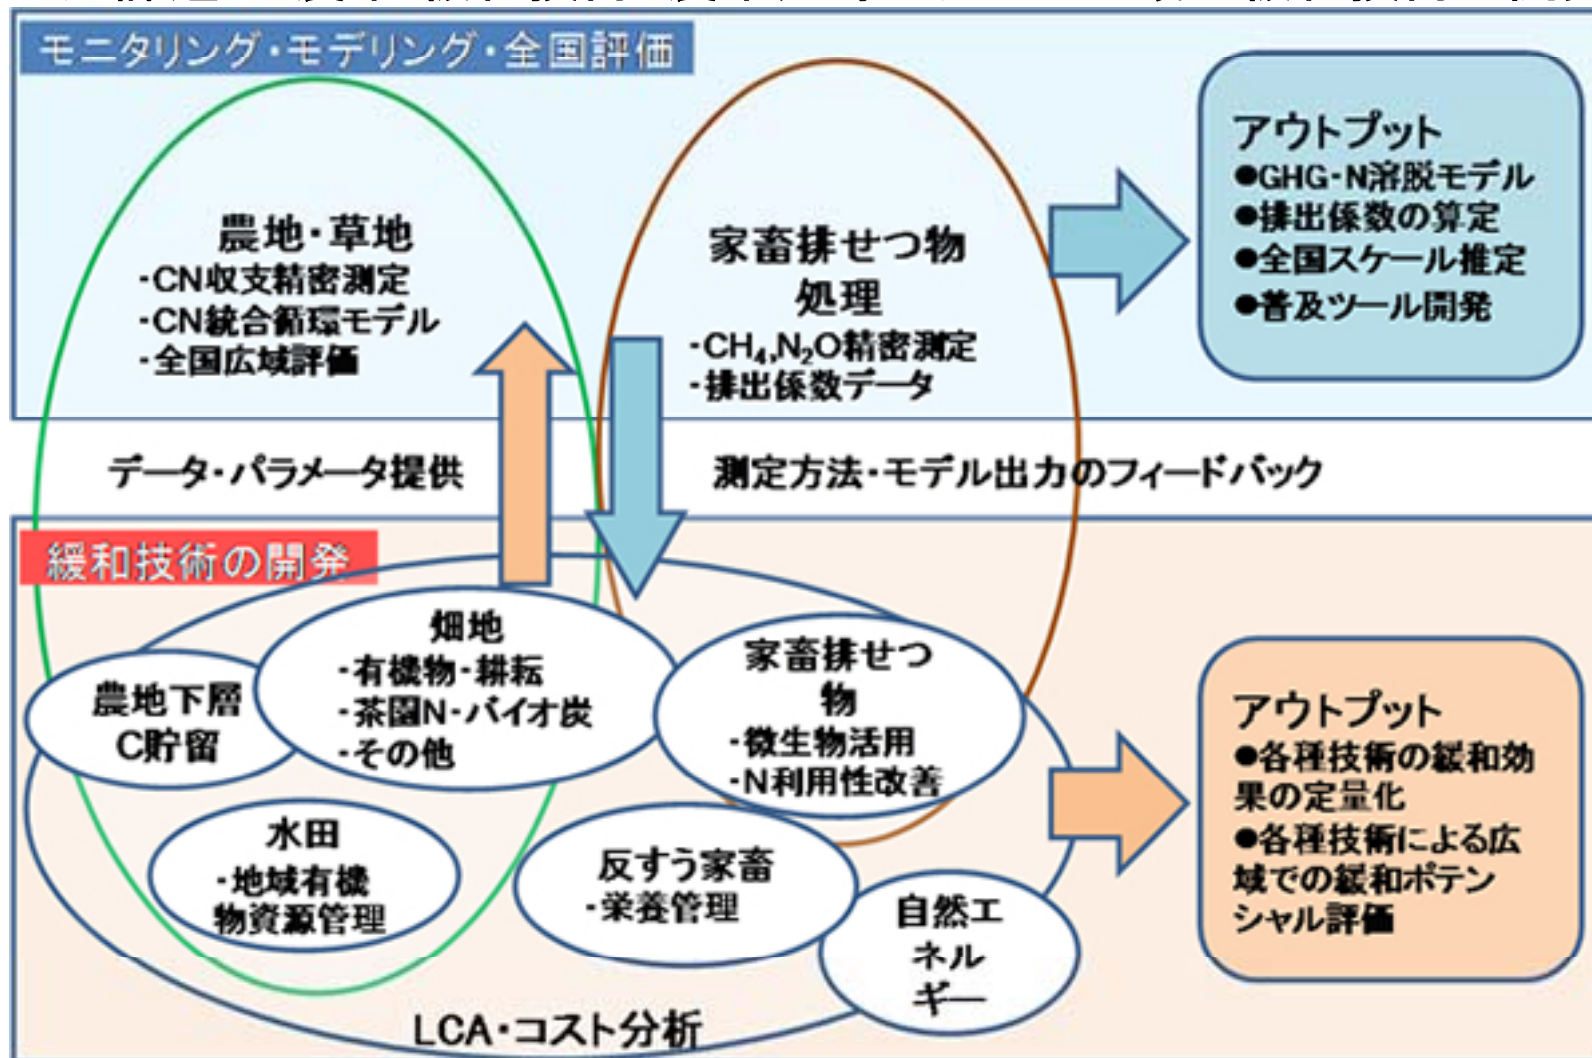 モニタリング・モデリング・全国評価
農地・草地
・CN収支精密測定
・CN統合循環モデル
・全国広域評価
家畜排せつ物
処理
・CH₄,N₂O精密測定
・排出係数データ
アウトプット
●GHG・N溶脱モデル
●排出係数の算定
●全国スケール推定
●普及ツール開発
データ・パラメータ提供
測定方法・モデル出力のフィードバック
緩和技術の開発
農地下層
C貯留
畑地
・有機物・耕耘
・茶園N・バイオ炭
・その他
家畜排せつ
物
・微生物活用
・N利用性改善
水田
・地域有機
物資源管理
反すう家畜
・栄養管理
自然エ
ネル
ギー
LCA・コスト分析
アウトプット
●各種技術の緩和効
果の定量化
●各種技術による広
域での緩和ポテン
シャル評価